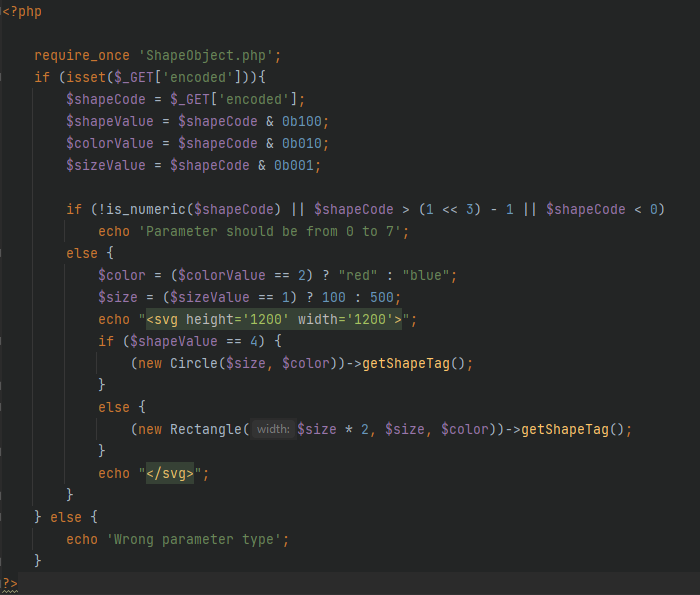 <?php
require_once 'ShapeObject.php';
if (isset($_GET['encoded'])){
$shapeCode = $_GET['encoded'];
$shapeValue = $shapeCode & 0b100;
$colorValue = $shapeCode & 0b010;
$sizeValue = $shapeCode & 0b001;
if (!is_numeric($shapeCode) || $shapeCode > (1 << 3) - 1 || $shapeCode < 0)
echo 'Parameter should be from 0 to 7';
else {
$color = ($colorValue == 2) ? "red" : "blue";
$size = ($sizeValue == 1) ? 100 : 500;
echo "<svg height='1200' width='1200'>";
if ($shapeValue == 4) {
(new Circle($size, $color))->getShapeTag();
}
else {
(new Rectangle( width: $size * 2, $size, $color))->getShapeTag();
}
echo "</svg>";
}
} else {
echo 'Wrong parameter type';
}
?>